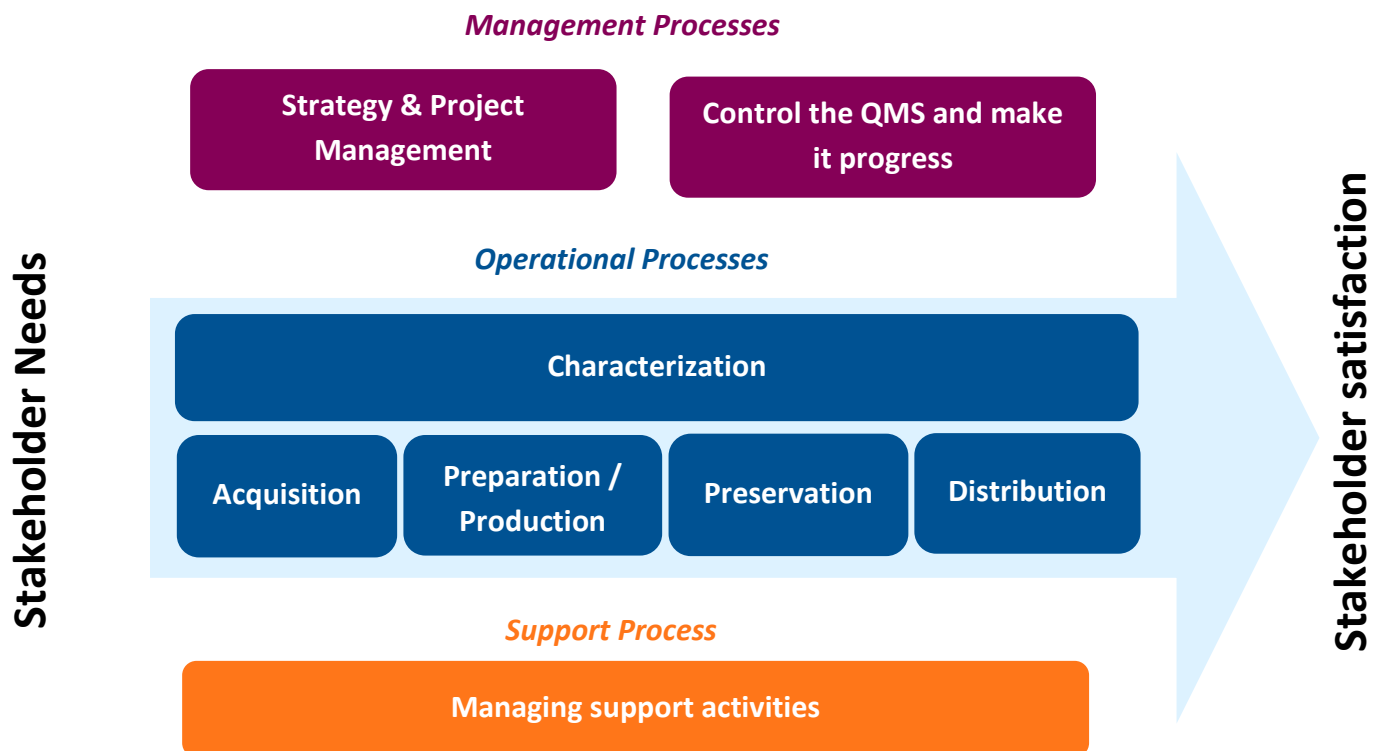 Management Processes
Strategy & Project
Management
Control the QMS and make
it progress
Stakeholder Needs
Operational Processes
Characterization
Acquisition
Preparation /
Production
Preservation
Distribution
Stakeholder satisfaction
Support Process
Managing support activities